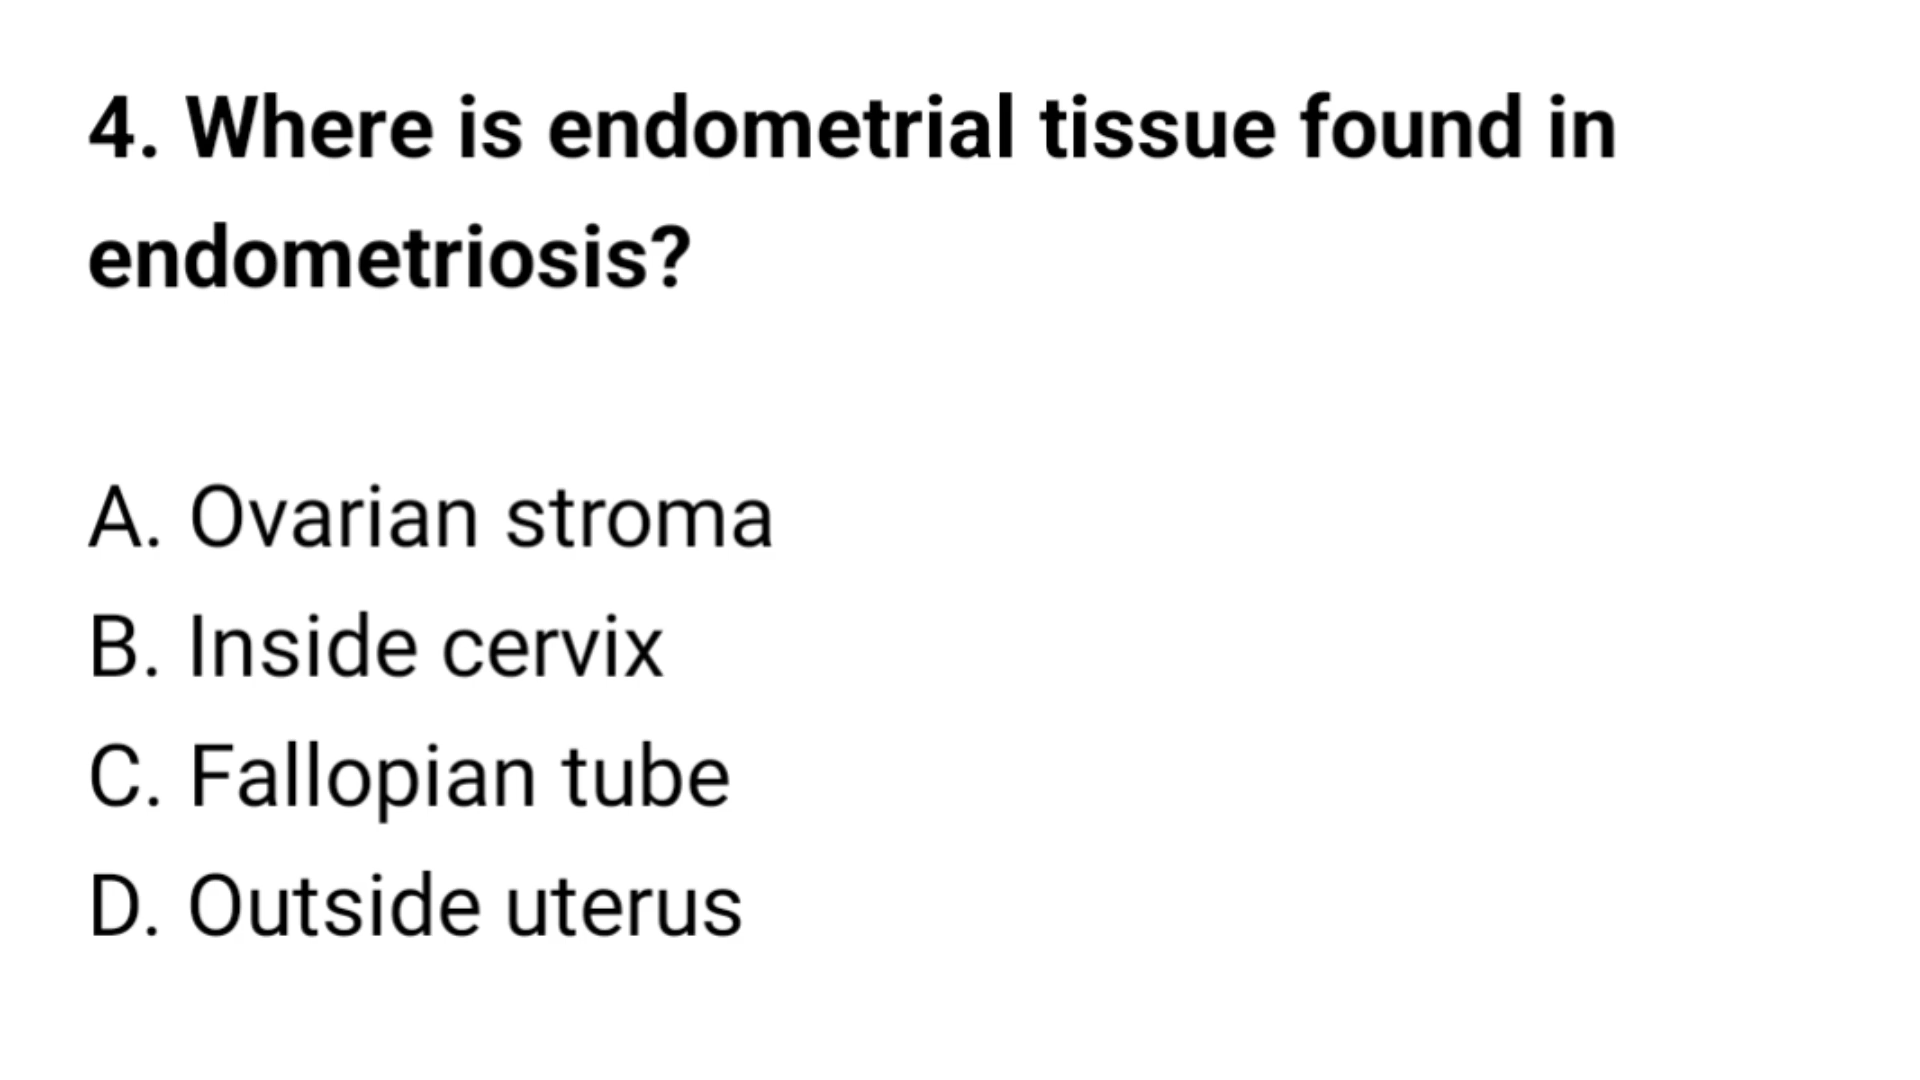 4. Where is endometrial tissue found in
endometriosis?
A. Ovarian stroma
B. Inside cervix
C. Fallopian tube
D. Outside uterus